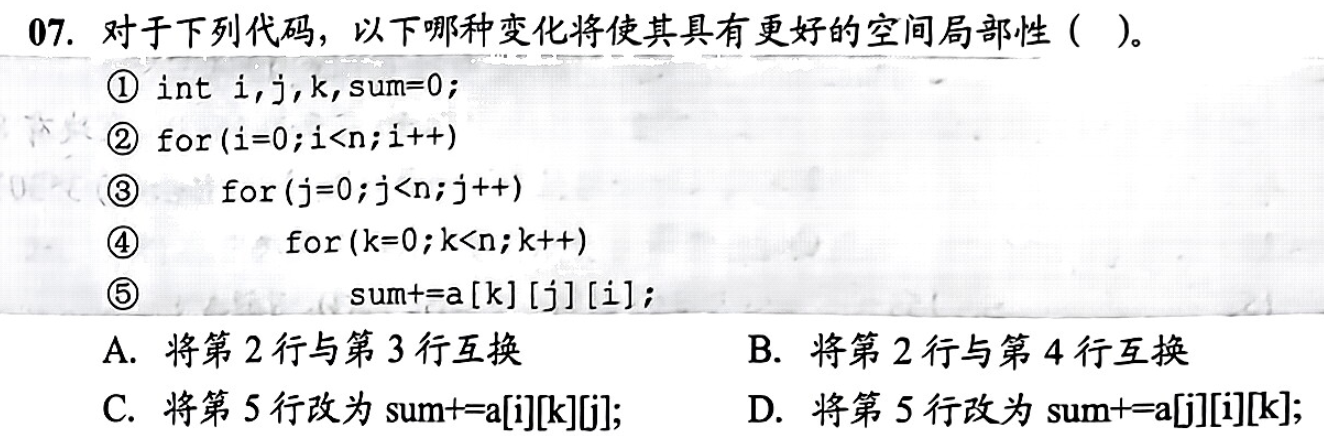 07. 对于下列代码，以下哪种变化将使其具有更好的空间局部性（ ）。
① int i,j,k,sum=0;
② for(i=0;i<n;i++)
③ for(j=0;j<n;j++)
④ for(k=0;k<n;k++)
⑤ sum+=a[k][j][i];
A. 将第 2 行与第 3 行互换 B. 将第 2 行与第 4 行互换
C. 将第 5 行改为 sum+=a[i][k][j]; D. 将第 5 行改为 sum+=a[j][i][k];